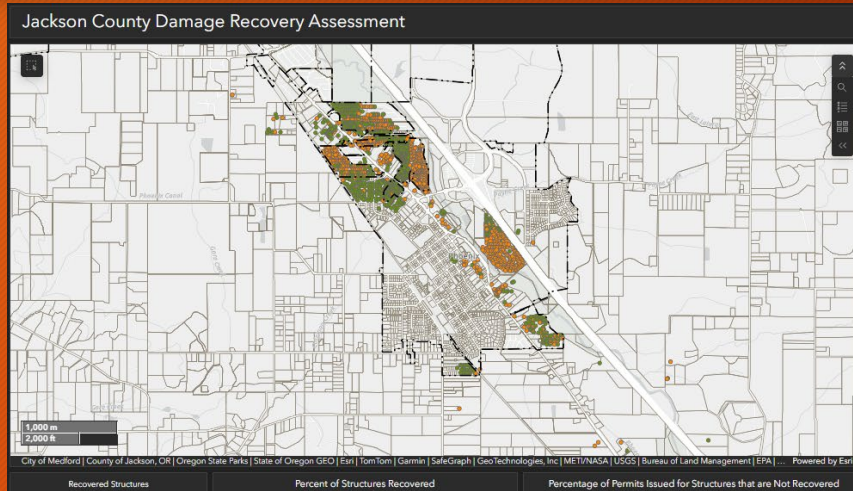 Jackson County Damage Recovery Assessment
Phoenix Canal
PHOENIX
1,000 m
2,000 ft
City of Medford | County of Jackson, OR | Oregon State Parks | State of Oregon GEO | Esri | TomTom | Garmin | SafeGraph | GeoTechnologies, Inc | METI/NASA | USGS | Bureau of Land Management | EPA | ... Powered by Esri
Recovered Structures
Percent of Structures Recovered
Percentage of Permits Issued for Structures that are Not Recovered